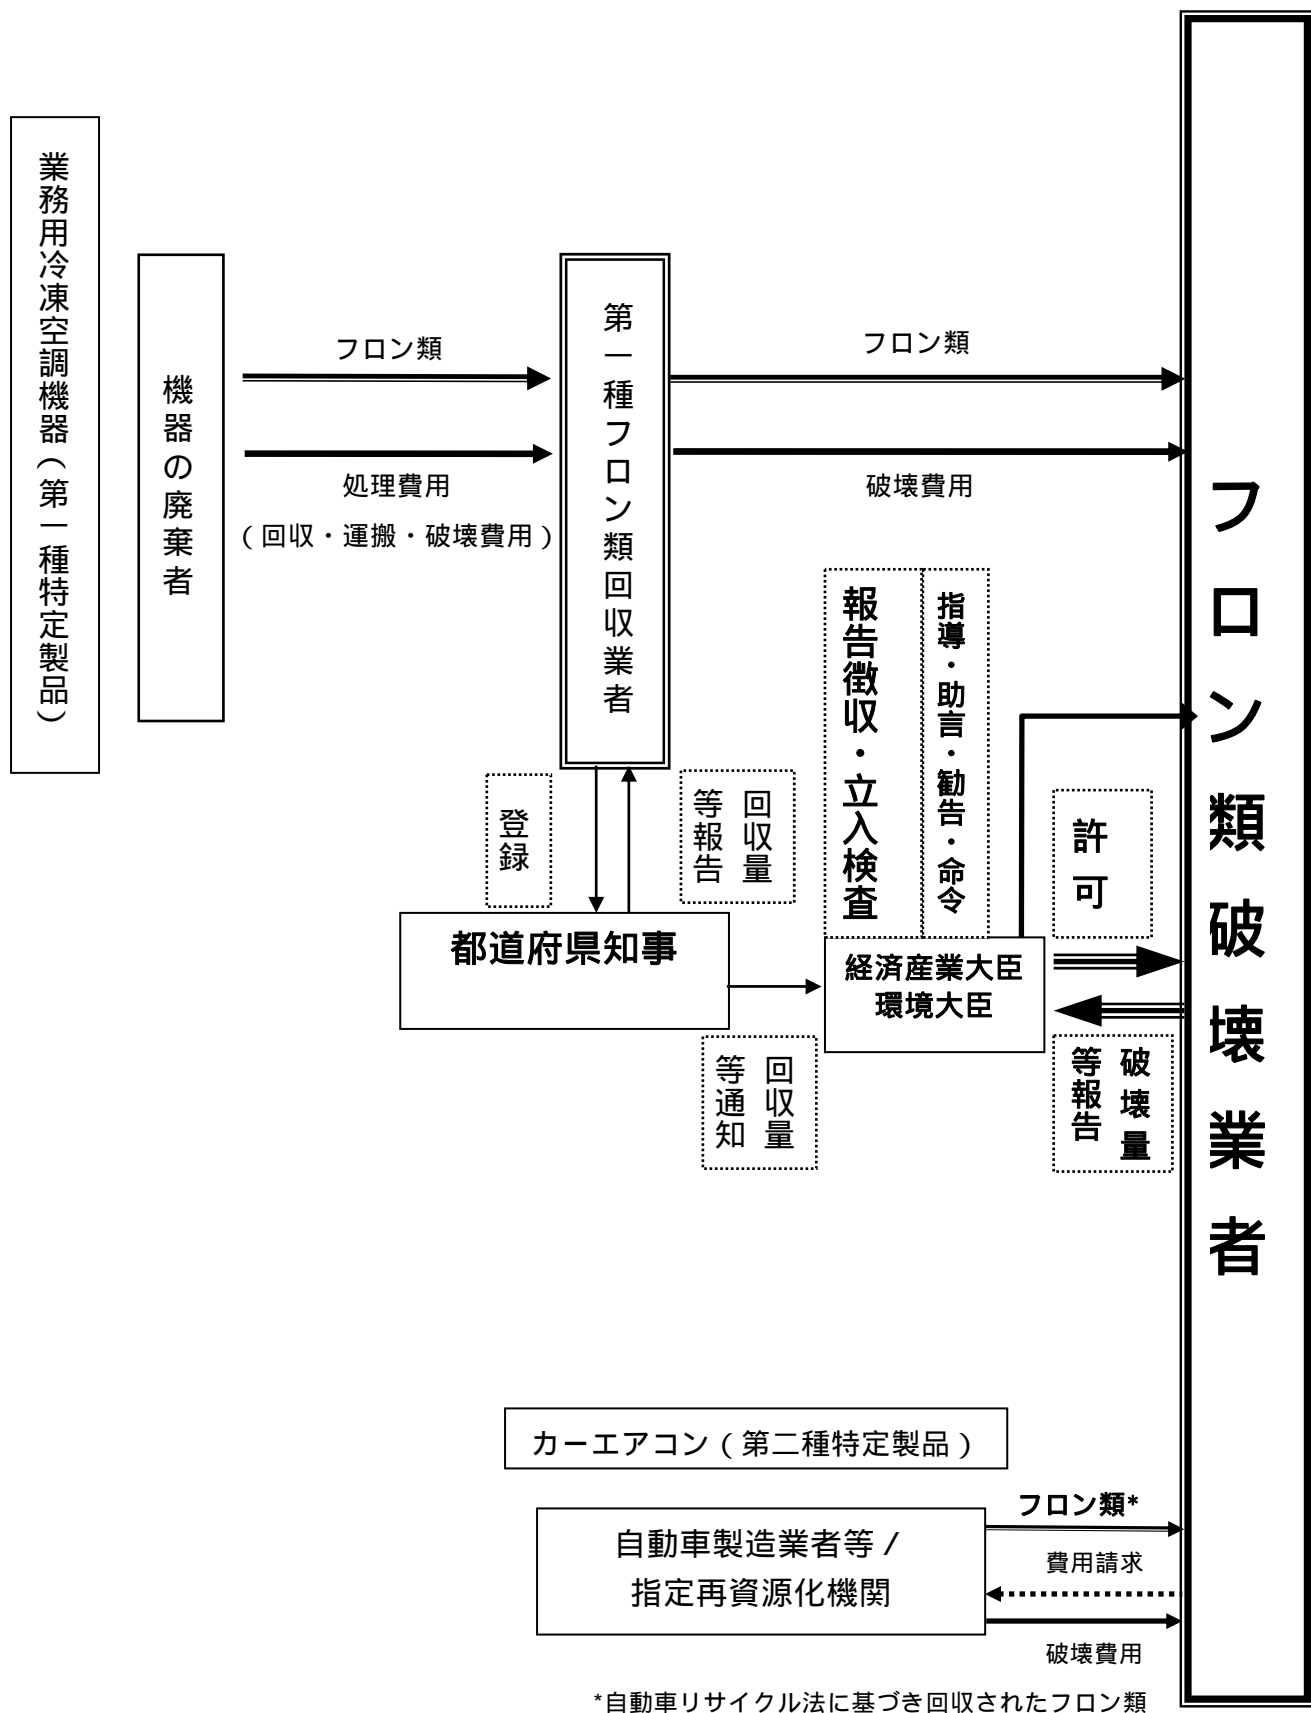 業務用冷凍空調機器(第一種特定製品)
機器の廃棄者
フロン類
処理費用
(回収・運搬・破壊費用)
第一種フロン類回収業者
フロン類
破壊費用
登録
回収量
等報告
報告徴収・立入検査
指導・助言・勧告・命令
許可
都道府県知事
経済産業大臣
環境大臣
回収量
等通知
破壊量
等報告
フロン類破壊業者
カーエアコン(第二種特定製品)
自動車製造業者等/
指定再資源化機関
フロン類*
費用請求
破壊費用
*自動車リサイクル法に基づき回収されたフロン類